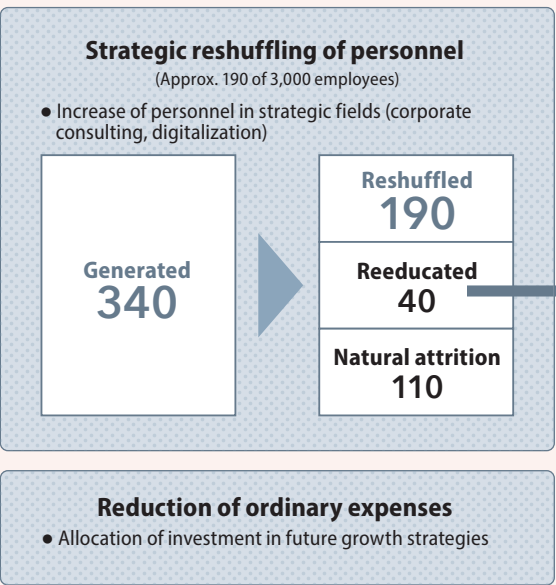 Strategic reshuffling of personnel
(Approx. 190 of 3,000 employees)
● Increase of personnel in strategic fields (corporate
consulting, digitalization)
Generated
340
Reshuffled
190
Reeducated
40
Natural attrition
110
Reduction of ordinary expenses
● Allocation of investment in future growth strategies